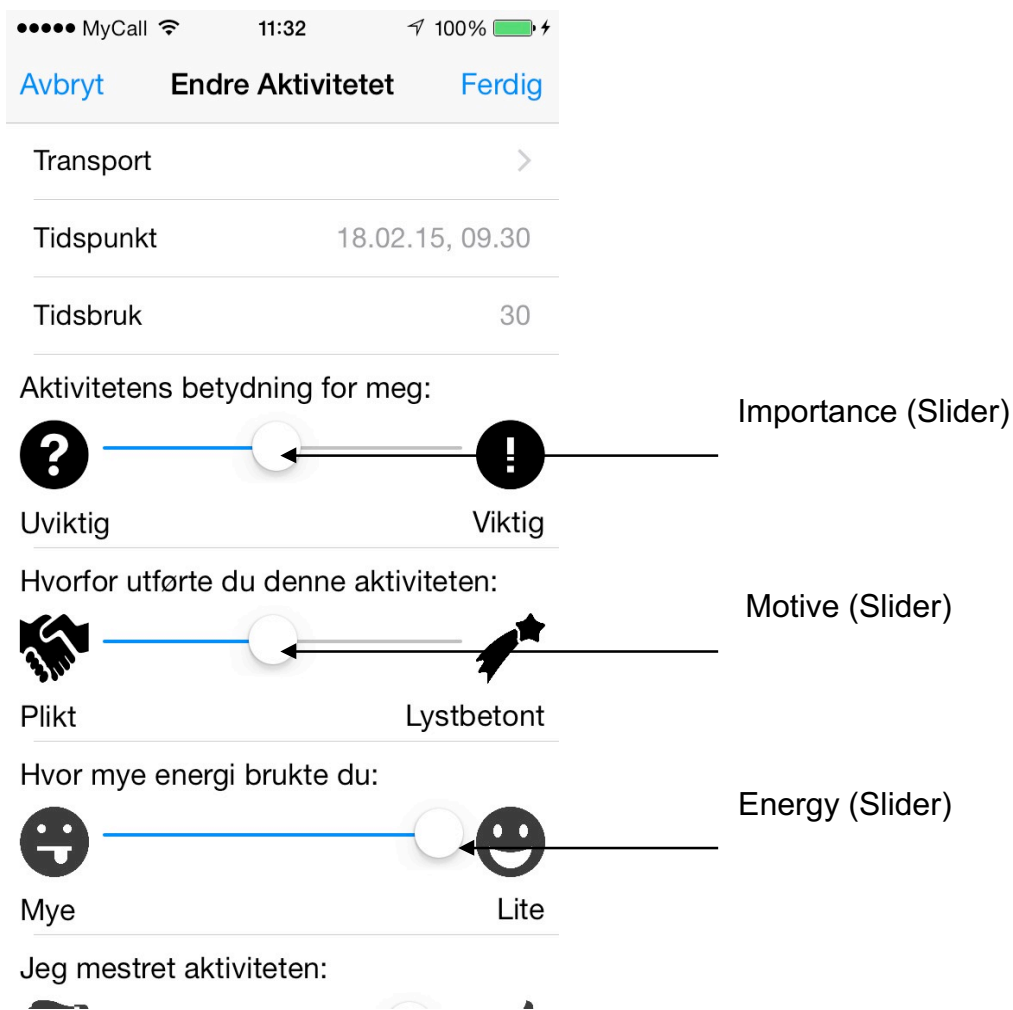 MyCall 11:32 100%
Avbryt Endre Aktivitetet Ferdig
Transport
Tidspunkt 18.02.15, 09.30
Tidsbruk 30
Aktivitetens betydning for meg:
Importance (Slider)
? !
Uviktig Viktig
Hvorfor utførte du denne aktiviteten:
Motive (Slider)
Plikt Lystbetont
Hvor mye energi brukte du:
Energy (Slider)
Mye Lite
Jeg mestret aktiviteten: